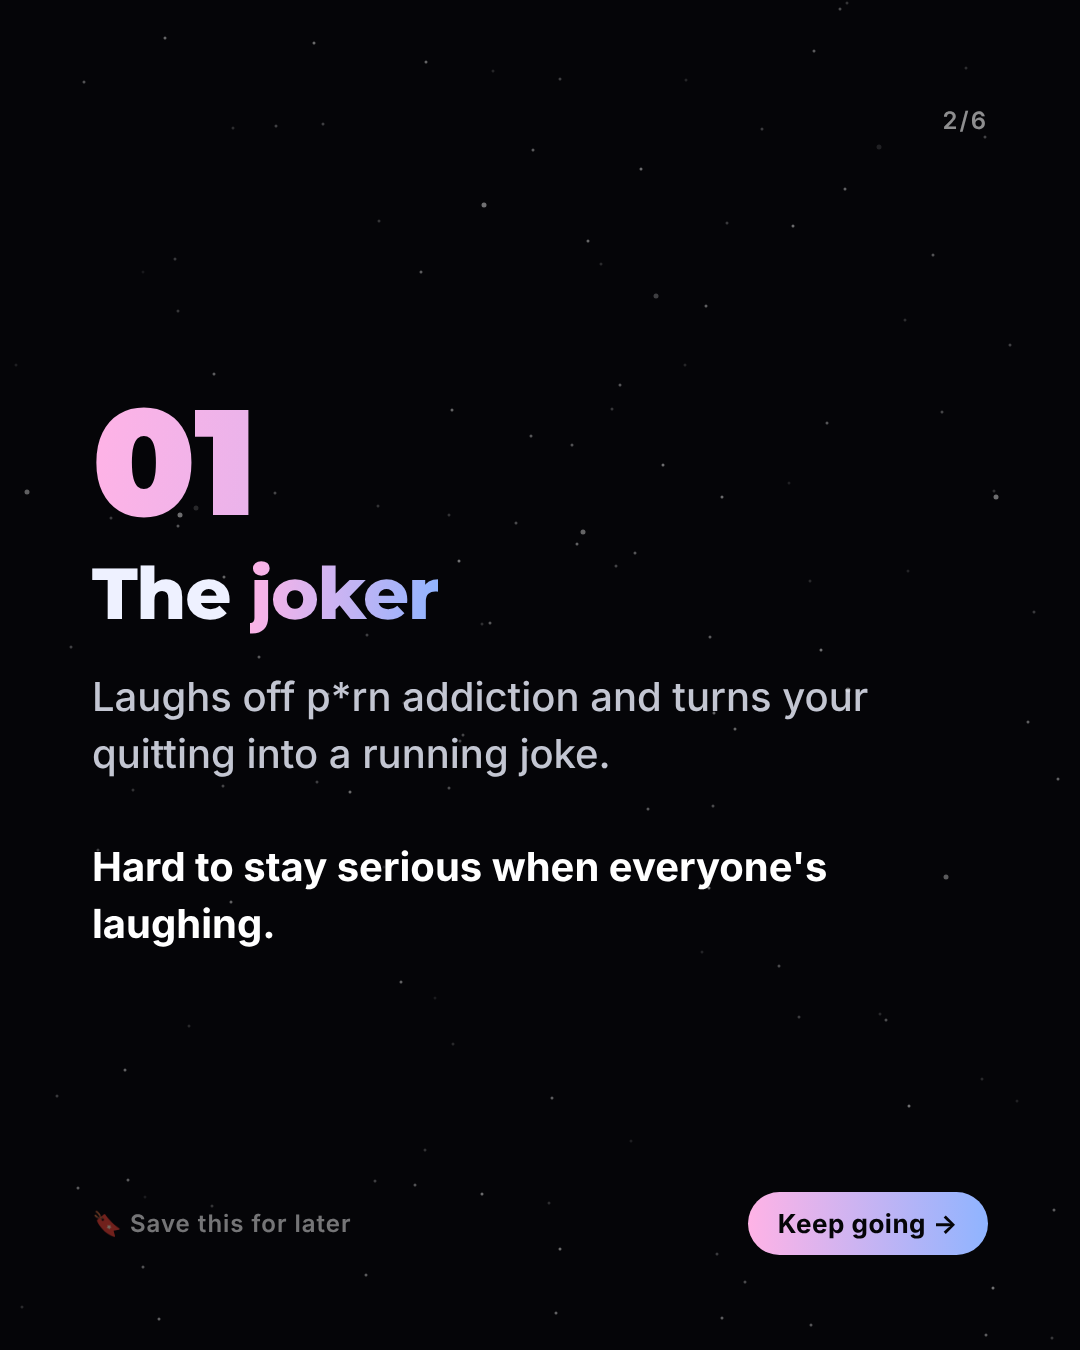 2/6
01
The joker
Laughs off p*rn addiction and turns your
quitting into a running joke.
Hard to stay serious when everyone's
laughing.
🔖 Save this for later
Keep going →